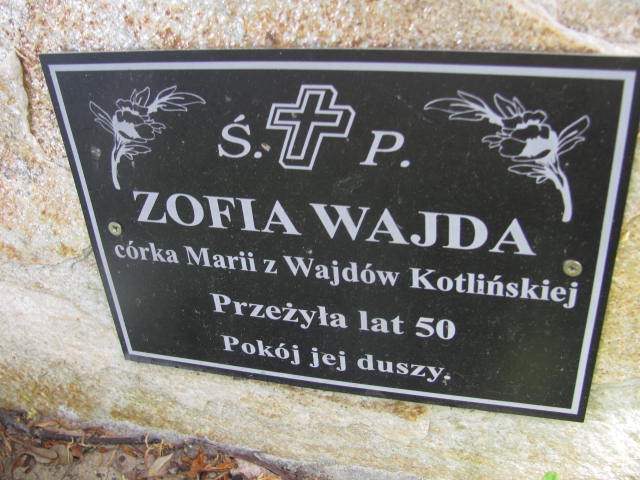 Ś. P.
ZOFIA WAJDA
córka Marii z Wajdów Kotlińskiej
Przeżyła lat 50
Pokój jej duszy.